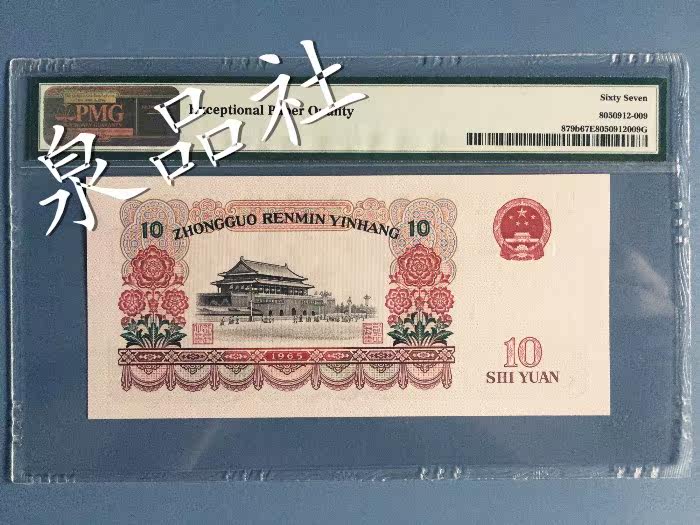 泉品社
PMG
Exceptional Paper Quality
Sixty Seven
8050912-009
879b67E8050912009G
10 ZHONGGUO RENMIN YINHANG 10
1965
10
SHI YUAN